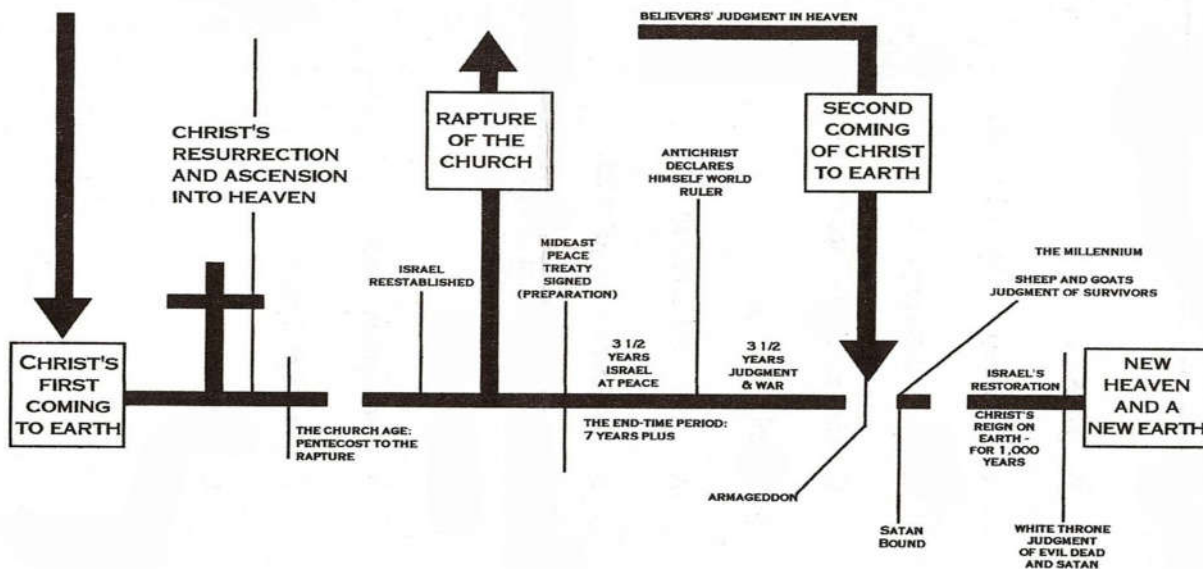 BELIEVERS' JUDGMENT IN HEAVEN
CHRIST'S
RESURRECTION
AND ASCENSION
INTO HEAVEN
RAPTURE
OF THE
CHURCH
ANTICHRIST
DECLARES
HIMSELF WORLD
RULER
SECOND
COMING
OF CHRIST
TO EARTH
ISRAEL
REESTABLISHED
MIDEAST
PEACE
TREATY
SIGNED
(PREPARATION)
THE MILLENNIUM
SHEEP AND GOATS
JUDGMENT OF SURVIVORS
CHRIST'S
FIRST
COMING
TO EARTH
3 1/2
YEARS
ISRAEL
AT PEACE
3 1/2
YEARS
JUDGMENT
& WAR
ISRAEL'S
RESTORATION
NEW
HEAVEN
AND A
NEW EARTH
THE CHURCH AGE:
PENTECOST TO THE
RAPTURE
THE END-TIME PERIOD:
7 YEARS PLUS
CHRIST'S
REIGN ON
EARTH -
FOR 1,000
YEARS
ARMAGEDDON
SATAN
BOUND
WHITE THRONE
JUDGMENT
OF EVIL DEAD
AND SATAN